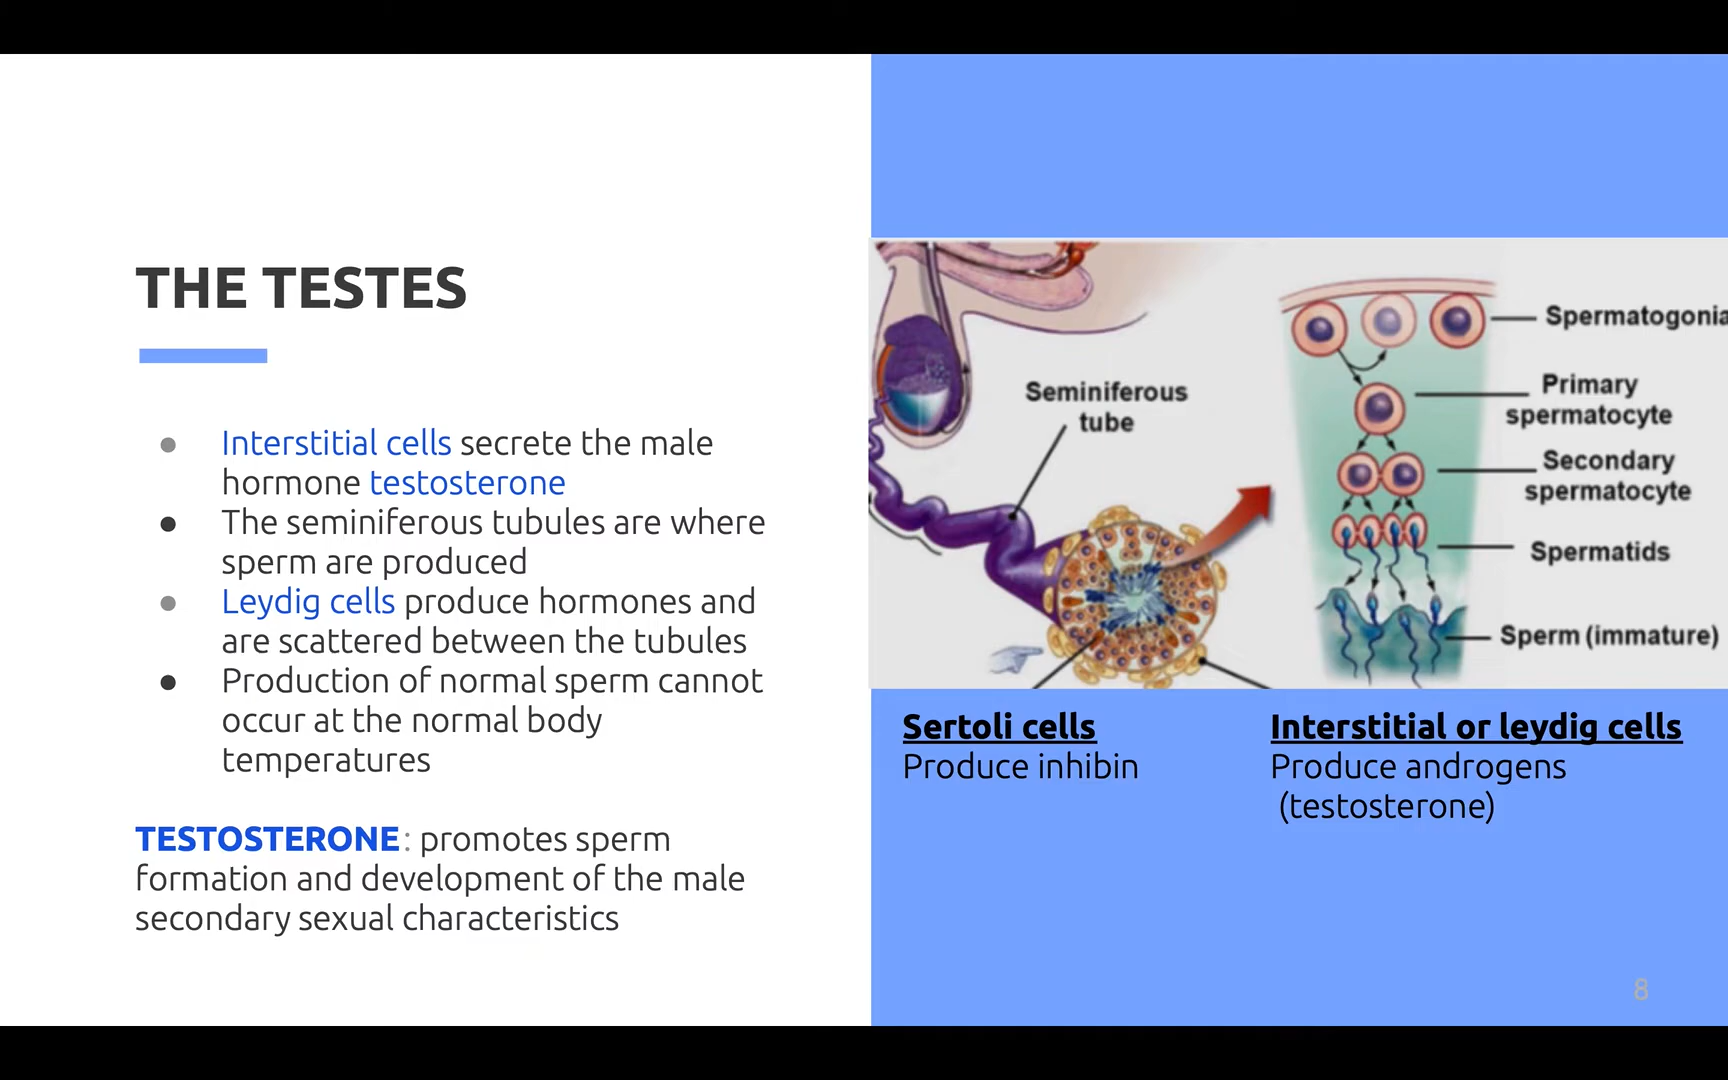 THE TESTES
● Interstitial cells secrete the male
hormone testosterone
● The seminiferous tubules are where
sperm are produced
● Leydig cells produce hormones and
are scattered between the tubules
● Production of normal sperm cannot
occur at the normal body
temperatures
TESTOSTERONE: promotes sperm
formation and development of the male
secondary sexual characteristics
Seminiferous
tube
Spermatogonia
Primary
spermatocyte
Secondary
spermatocyte
Spermatids
Sperm (immature)
Sertoli cells
Produce inhibin
Interstitial or leydig cells
Produce androgens
(testosterone)
8